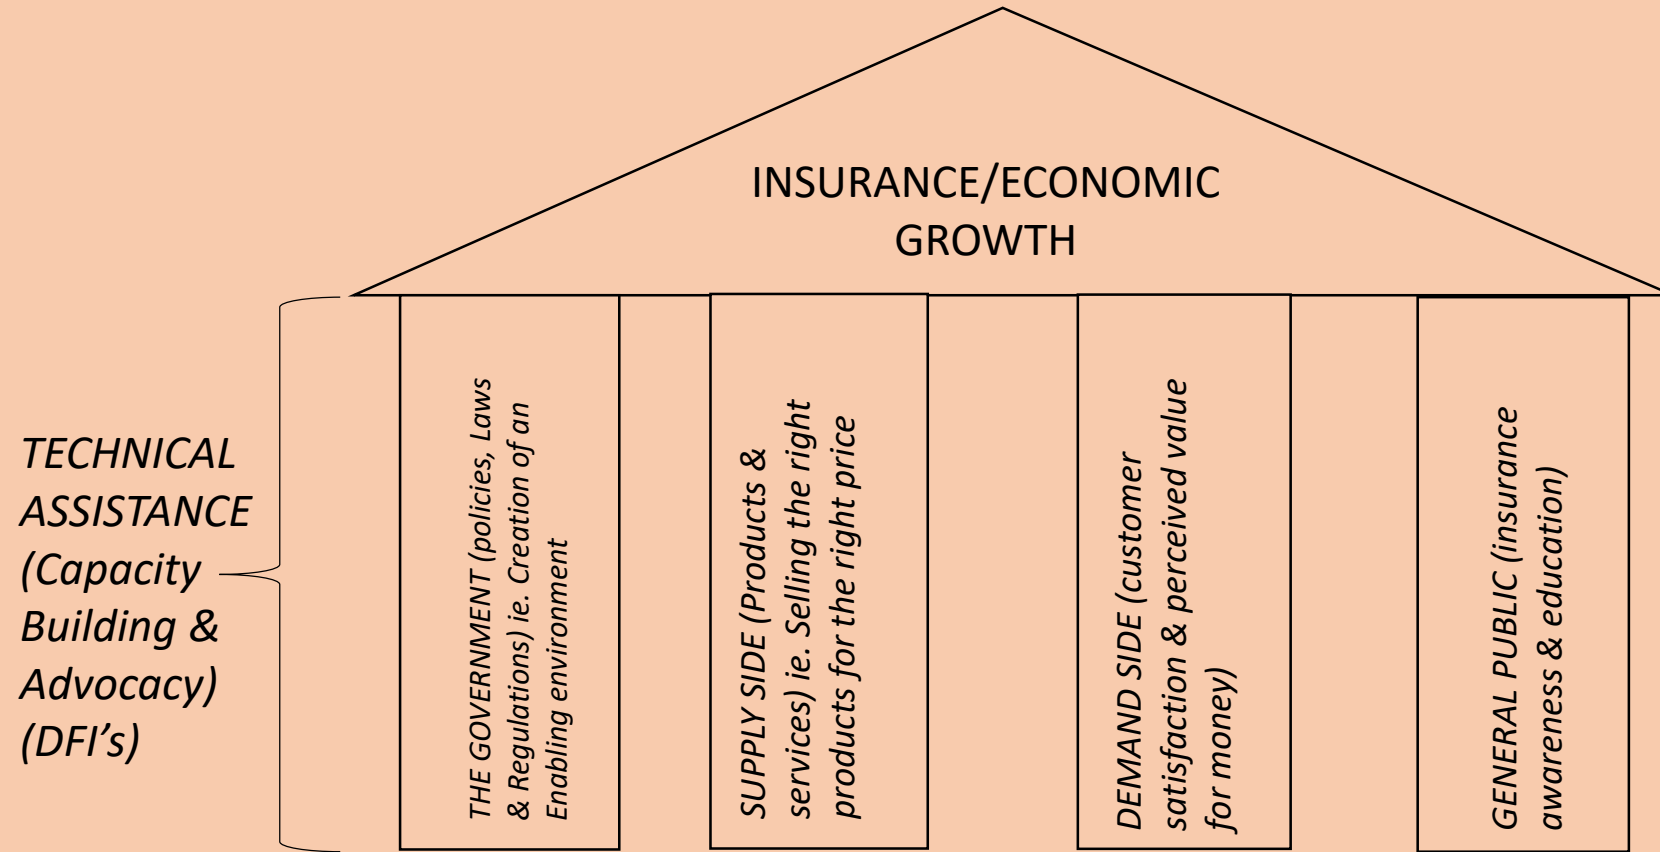 INSURANCE/ECONOMIC
GROWTH
TECHNICAL
ASSISTANCE
(Capacity
Building &
Advocacy)
(DFI’s)
THE GOVERNMENT (policies, Laws
& Regulations) ie. Creation of an
Enabling environment
SUPPLY SIDE (Products &
services) ie. Selling the right
products for the right price
DEMAND SIDE (customer
satisfaction & perceived value
for money)
GENERAL PUBLIC (insurance
awareness & education)